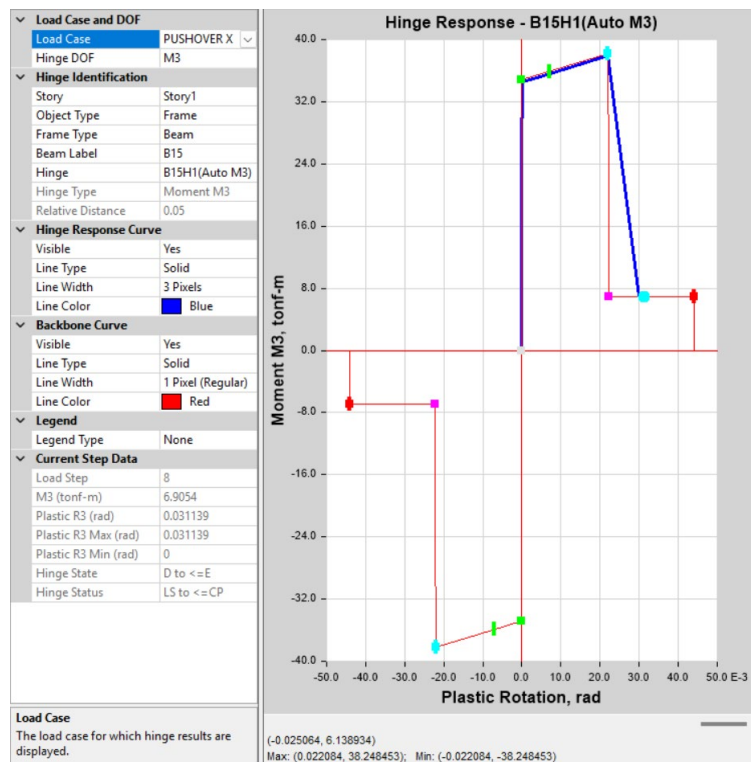 Load Case and DOF
Load Case PUSHOVER X
Hinge DOF M3
Hinge Identification
Story Story1
Object Type Frame
Frame Type Beam
Beam Label B15
Hinge B15H1(Auto M3)
Hinge Type Moment M3
Relative Distance 0.05
Hinge Response Curve
Visible Yes
Line Type Solid
Line Width 3 Pixels
Line Color Blue
Backbone Curve
Visible Yes
Line Type Solid
Line Width 1 Pixel (Regular)
Line Color Red
Legend
Legend Type None
Current Step Data
Load Step 8
M3 (tonf-m) 6.9054
Plastic R3 (rad) 0.031139
Plastic R3 Max (rad) 0.031139
Plastic R3 Min (rad) 0
Hinge State D to <=E
Hinge Status LS to <=CP
Load Case
The load case for which hinge results are
displayed.
Hinge Response - B15H1(Auto M3)
40.0
32.0
24.0
16.0
8.0
0.0
-8.0
-16.0
-24.0
-32.0
-40.0
Moment M3, tonf-m
-50.0 -40.0 -30.0 -20.0 -10.0 0.0 10.0 20.0 30.0 40.0 50.0 E-3
Plastic Rotation, rad
(-0.025064, 6.138934)
Max: (0.022084, 38.248453); Min: (-0.022084, -38.248453)